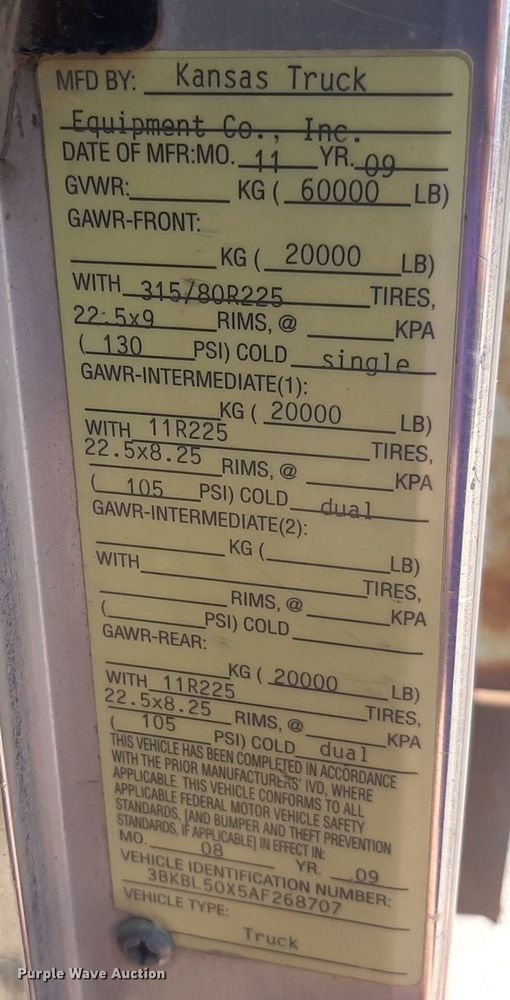 MFD BY: Kansas Truck
Equipment Co., Inc.
DATE OF MFR:MO. 11 YR. 09
GVWR: KG ( 60000 LB)
GAWR-FRONT:
KG ( 20000 LB)
WITH 315/80R225 TIRES,
22.5x9 RIMS, @ KPA
( 130 PSI) COLD single
GAWR-INTERMEDIATE(1):
KG ( 20000 LB)
WITH 11R225 TIRES,
22.5x8.25 RIMS, @ KPA
( 105 PSI) COLD dual
GAWR-INTERMEDIATE(2):
KG ( LB)
WITH TIRES,
RIMS, @ KPA
( PSI) COLD
GAWR-REAR:
KG ( 20000 LB)
WITH 11R225 TIRES,
22.5x8.25 RIMS, @ KPA
( 105 PSI) COLD dual
THIS VEHICLE HAS BEEN COMPLETED IN ACCORDANCE
WITH THE PRIOR MANUFACTURERS' IVD, WHERE
APPLICABLE. THIS VEHICLE CONFORMS TO ALL
APPLICABLE FEDERAL MOTOR VEHICLE SAFETY
STANDARDS, [AND BUMPER AND THEFT PREVENTION
STANDARDS, IF APPLICABLE] IN EFFECT IN:
MO. 08 YR. 09
VEHICLE IDENTIFICATION NUMBER:
3BKBL50X5AF268707
VEHICLE TYPE:
Truck
Purple Wave Auction